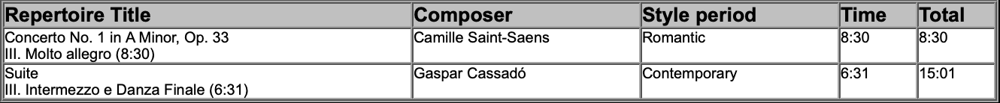 Repertoire Title Composer Style period Time Total
Concerto No. 1 in A Minor, Op. 33 Camille Saint-Saens Romantic 8:30 8:30
III. Molto allegro (8:30)
Suite Gaspar Cassadó Contemporary 6:31 15:01
III. Intermezzo e Danza Finale (6:31)